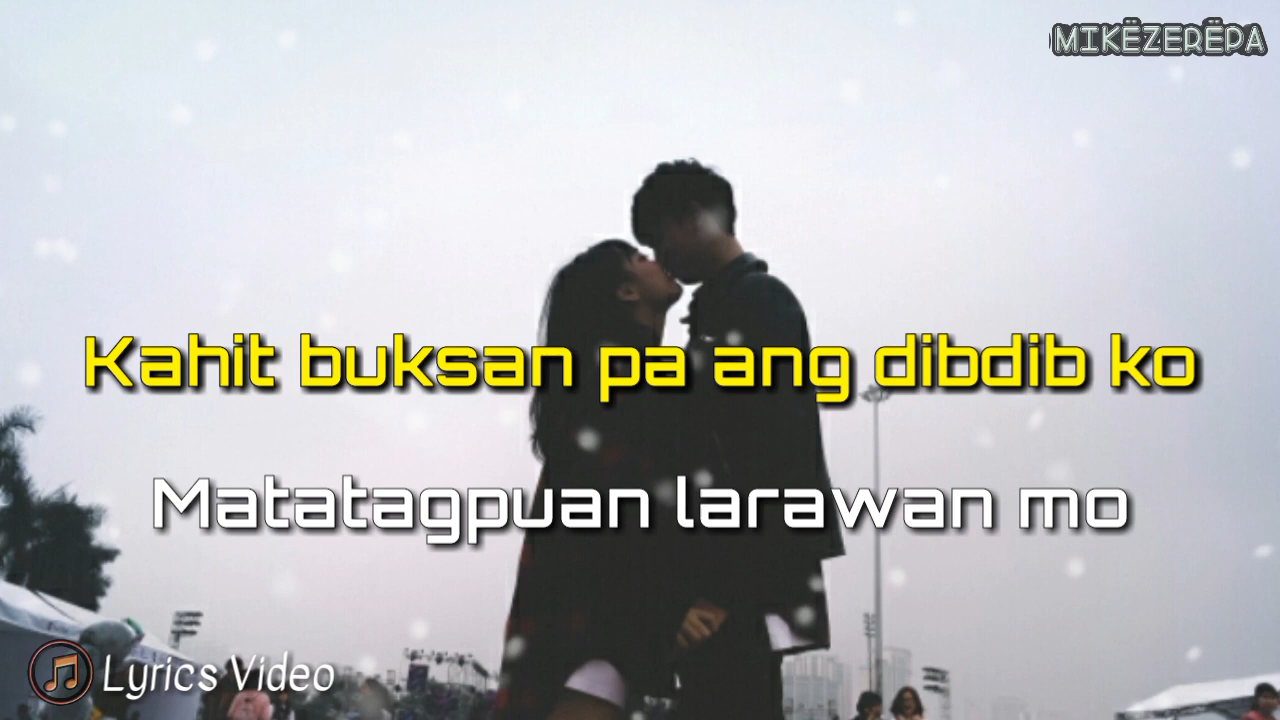 MIKËZERËPA
Kahit buksan pa ang dibdib ko
Matatagpuan larawan mo
Lyrics Video